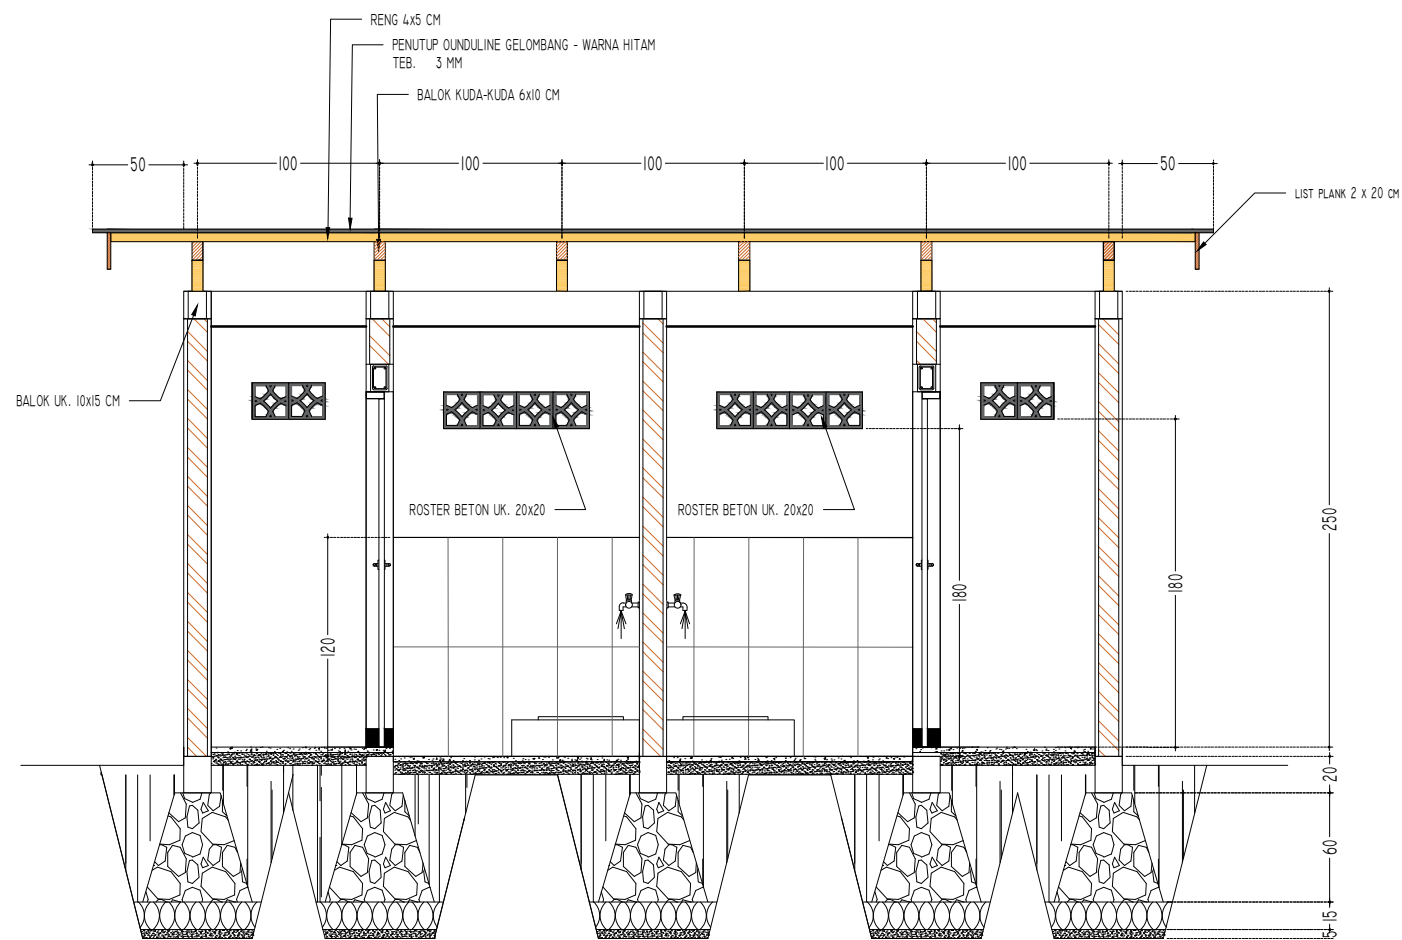 RENG 4x5 CM
PENUTUP OUNDULINE GELOMBANG - WARNA HITAM
TEB. 3 MM
BALOK KUDA-KUDA 6x10 CM
50
100
100
100
100
100
50
LIST PLANK 2 X 20 CM
BALOK UK. 10x15 CM
ROSTER BETON UK. 20x20
ROSTER BETON UK. 20x20
120
180
180
250
20
60
15
5